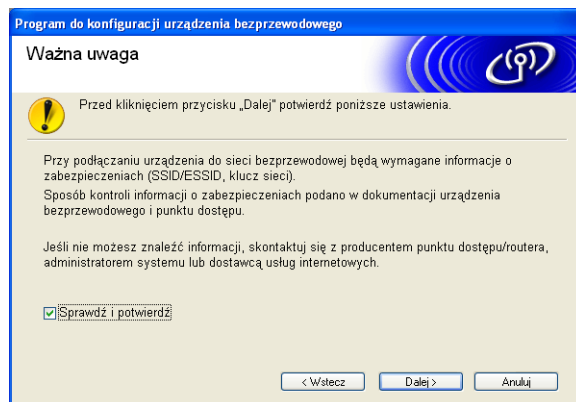 Program do konfiguracji urządzenia bezprzewodowego
Ważna uwaga
Przed kliknięciem przycisku „Dalej" potwierdź poniższe ustawienia.
Przy podłączaniu urządzenia do sieci bezprzewodowej będą wymagane informacje o
zabezpieczeniach (SSID/ESSID, klucz sieci).
Sposób kontroli informacji o zabezpieczeniach podano w dokumentacji urządzenia
bezprzewodowego i punktu dostępu.
Jeśli nie możesz znaleźć informacji, skontaktuj się z producentem punktu dostępu/routera,
administratorem systemu lub dostawcą usług internetowych.
Sprawdź i potwierdź
< Wstecz
Dalej >
Anuluj